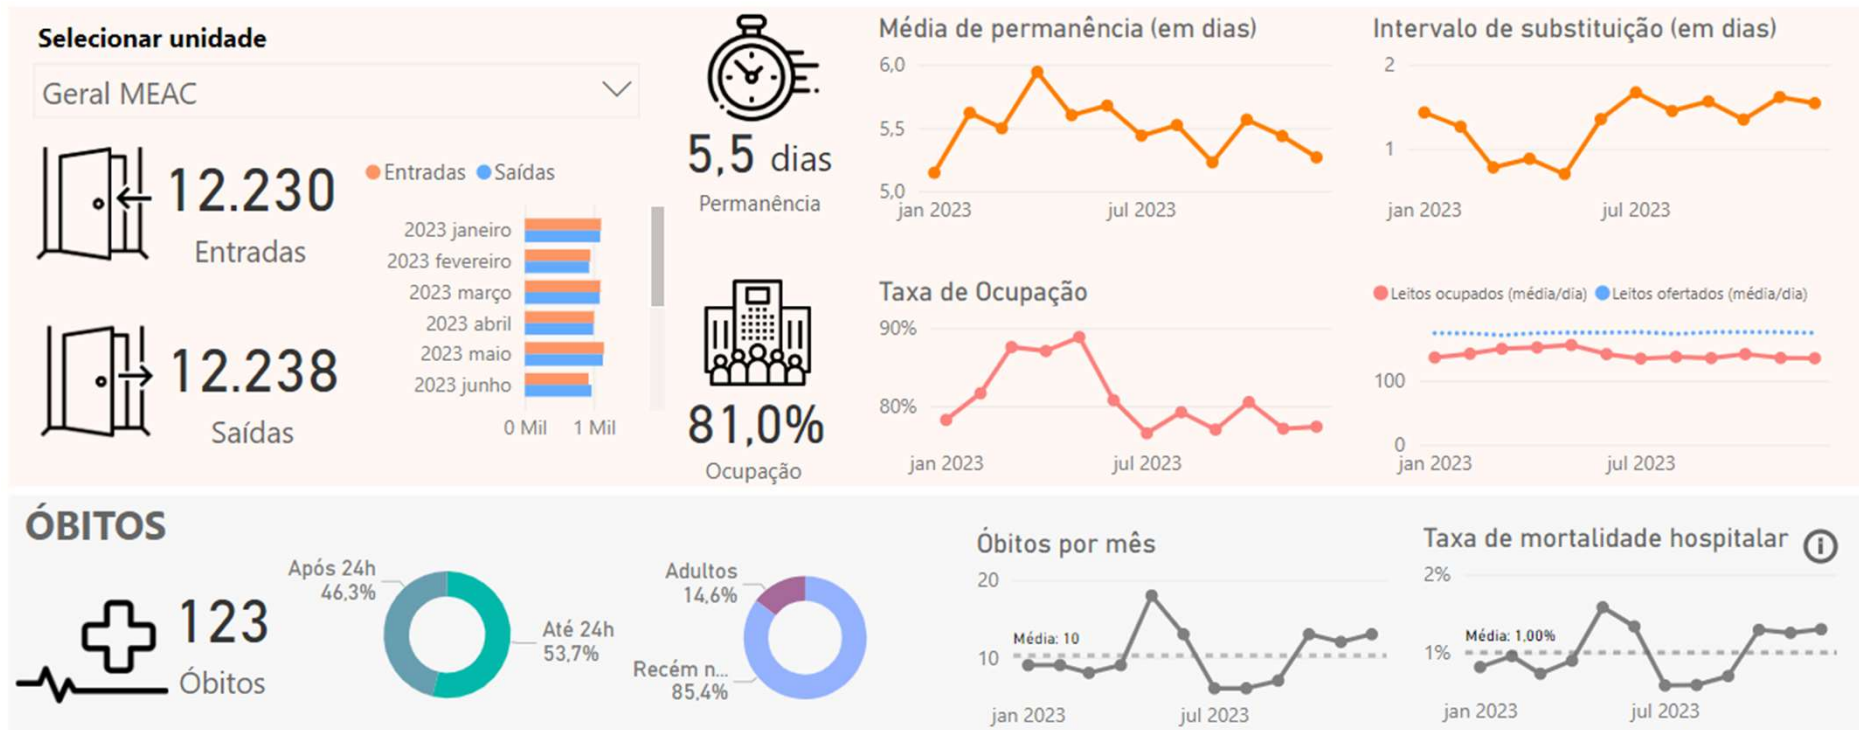 Selecionar unidade
Geral MEAC
12.230
Entradas
12.238
Saídas
Entradas Saídas
2023 janeiro
2023 fevereiro
2023 março
2023 abril
2023 maio
2023 junho
0 Mil 1 Mil
5,5 dias
Permanência
81,0%
Ocupação
Média de permanência (em dias)
6,0
5,5
5,0
jan 2023 jul 2023
Intervalo de substituição (em dias)
2
1
jan 2023 jul 2023
Taxa de Ocupação
90%
80%
jan 2023 jul 2023
Leitos ocupados (média/dia) Leitos ofertados (média/dia)
100
0
jan 2023 jul 2023
ÓBITOS
123
Óbitos
Após 24h
46,3%
Até 24h
53,7%
Adultos
14,6%
Recém n...
85,4%
Óbitos por mês
20
Média: 10
10
jan 2023 jul 2023
Taxa de mortalidade hospitalar i
2%
Média: 1,00%
1%
jan 2023 jul 2023